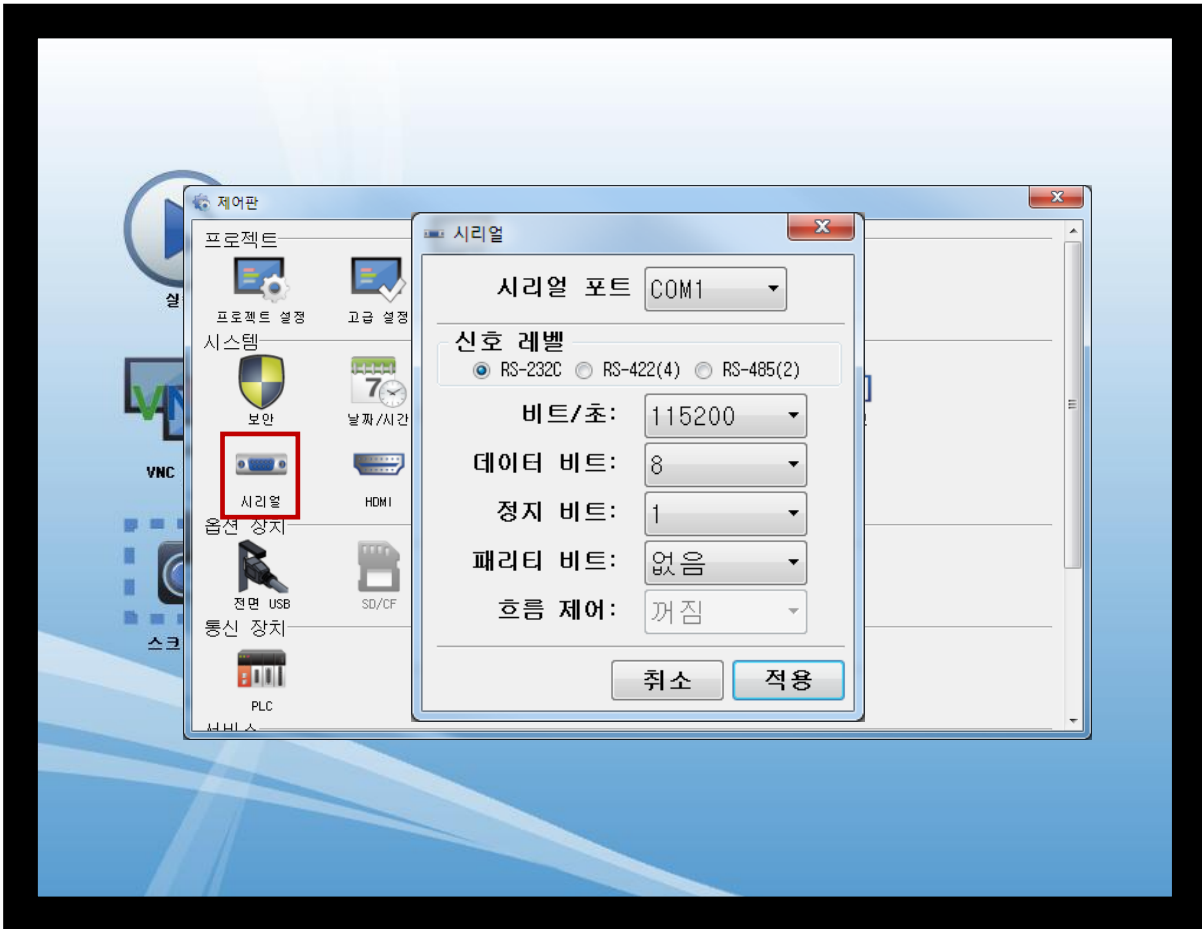 제어판
프로젝트
프로젝트 설정
고급 설정
시스템
보안
날짜/시간
시리얼
HDMI
옵션 장치
전면 USB
SD/CF
통신 장치
PLC
시리얼
시리얼 포트 COM1
신호 레벨
RS-232C RS-422(4) RS-485(2)
비트/초: 115200
데이터 비트: 8
정지 비트: 1
패리티 비트: 없음
흐름 제어: 꺼짐
취소 적용
VNC
스크